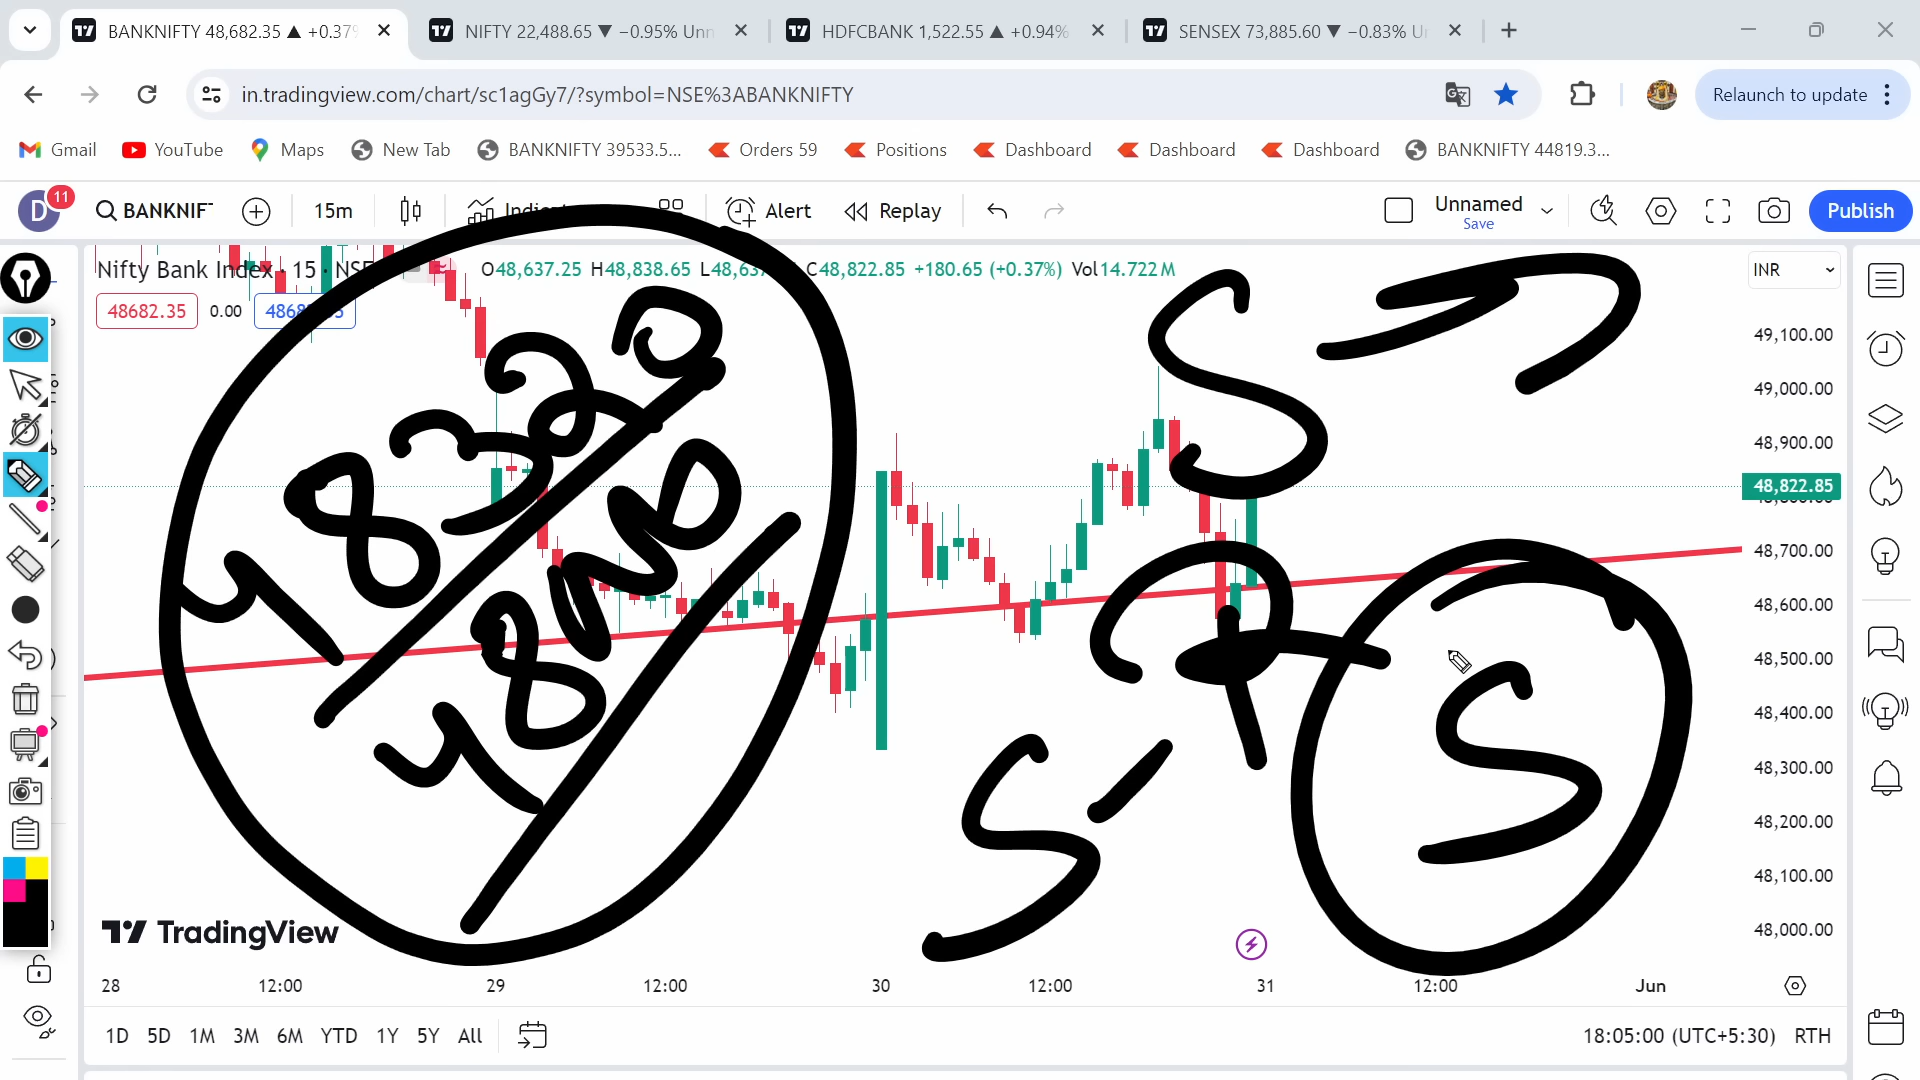 BANKNIFTY 48,682.35 ▲ +0.37%
NIFTY 22,488.65 ▼ −0.95% Unn
HDFCBANK 1,522.55 ▲ +0.94%
SENSEX 73,885.60 ▼ −0.83% U
in.tradingview.com/chart/sc1agGy7/?symbol=NSE%3ABANKNIFTY
Relaunch to update
Gmail YouTube Maps New Tab BANKNIFTY 39533.5... Orders 59 Positions Dashboard Dashboard Dashboard BANKNIFTY 44819.3...
D 11 BANKNIF 15m Alert Replay Unnamed Save Publish
Nifty Bank Index · 15 · NSE O48,637.25 H48,838.65 C48,822.85 +180.65 (+0.37%) Vol14.722 M
INR
48682.35 0.00
49,100.00
49,000.00
48,900.00
48,822.85
48,700.00
48,600.00
48,500.00
48,400.00
48,300.00
48,200.00
48,100.00
48,000.00
48320
S
S
S
TradingView
28 12:00 29 12:00 30 12:00 31 12:00 Jun
1D 5D 1M 3M 6M YTD 1Y 5Y All
18:05:00 (UTC+5:30) RTH